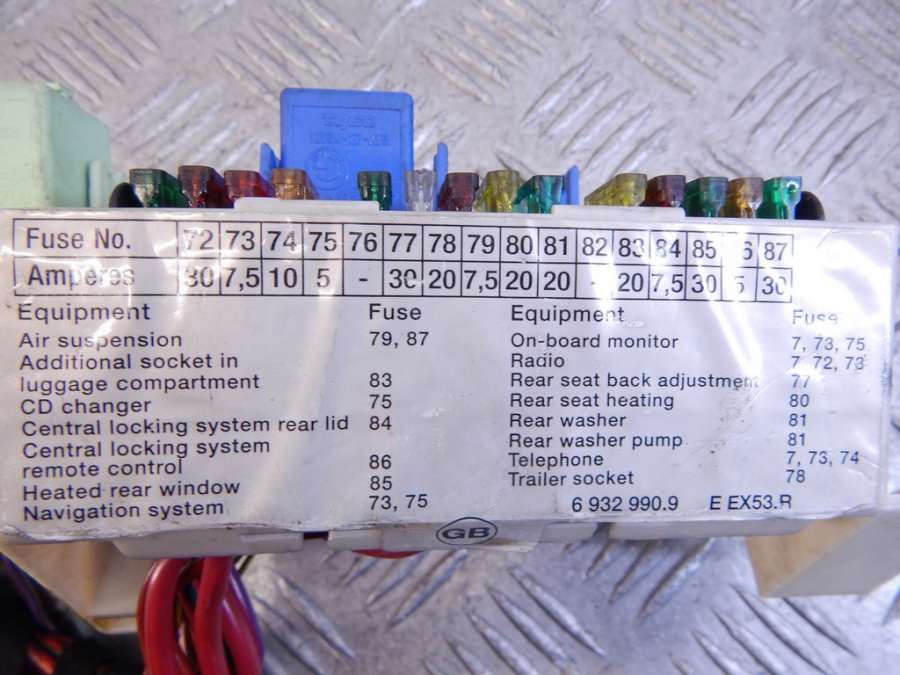 Fuse No. 72 73 74 75 76 77 78 79 80 81 82 83 84 85 6 87
Amperes 30 7,5 10 5 - 30 20 7,5 20 20 - 20 7,5 30 5 30
Equipment Fuse
Air suspension 79, 87
Additional socket in
luggage compartment 83
CD changer 75
Central locking system rear lid 84
Central locking system
remote control 86
Heated rear window 85
Navigation system 73, 75
Equipment Fuse
On-board monitor 7, 73, 75
Radio 7, 72, 73
Rear seat back adjustment 77
Rear seat heating 80
Rear washer 81
Rear washer pump 81
Telephone 7, 73, 74
Trailer socket 78
6 932 990.9 E EX53.R
GB